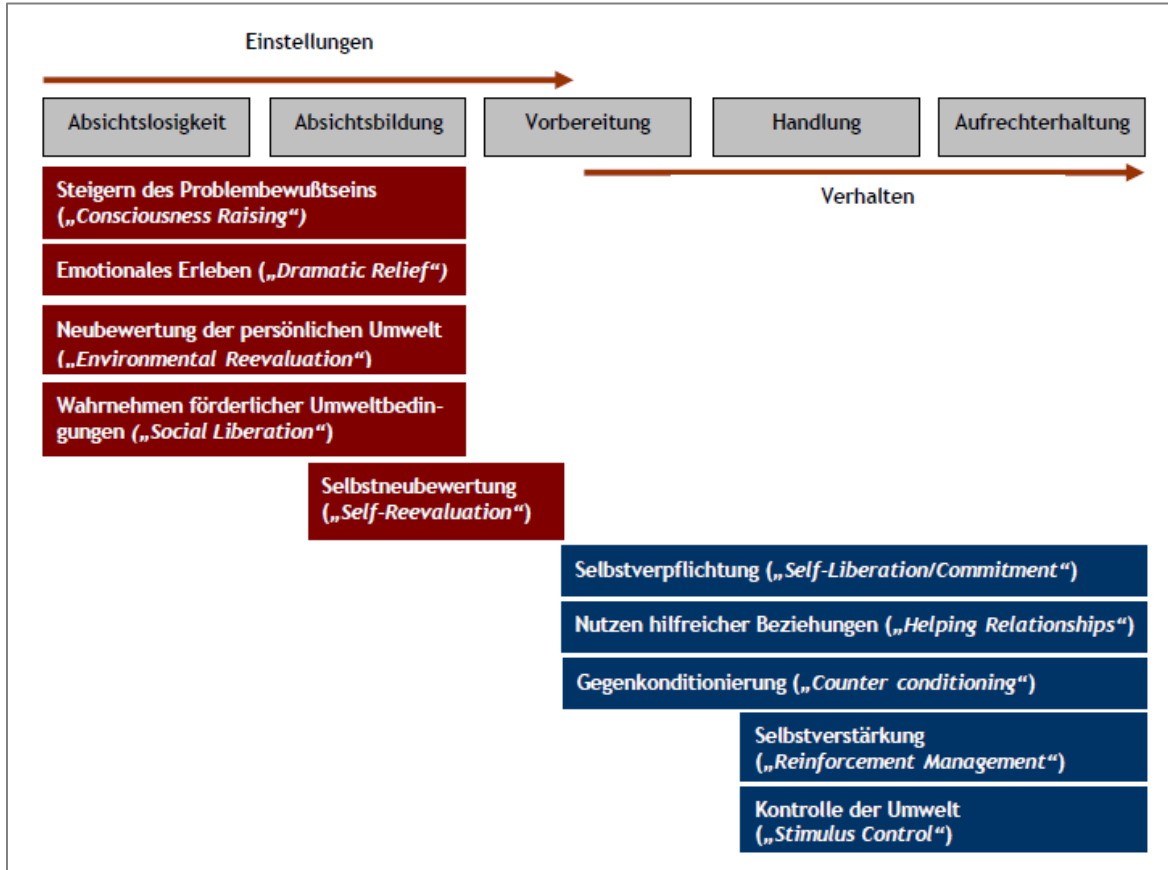 Einstellungen
Absichtslosigkeit
Absichtsbildung
Vorbereitung
Handlung
Aufrechterhaltung
Verhalten
Steigern des Problembewußtseins
(„Consciousness Raising“)
Emotionales Erleben („Dramatic Relief“)
Neubewertung der persönlichen Umwelt
(„Environmental Reevaluation“)
Wahrnehmen förderlicher Umweltbedin-
gungen („Social Liberation“)
Selbstneubewertung
(„Self-Reevaluation“)
Selbstverpflichtung („Self-Liberation/Commitment“)
Nutzen hilfreicher Beziehungen („Helping Relationships“)
Gegenkonditionierung („Counter conditioning“)
Selbstverstärkung
(„Reinforcement Management“)
Kontrolle der Umwelt
(„Stimulus Control“)